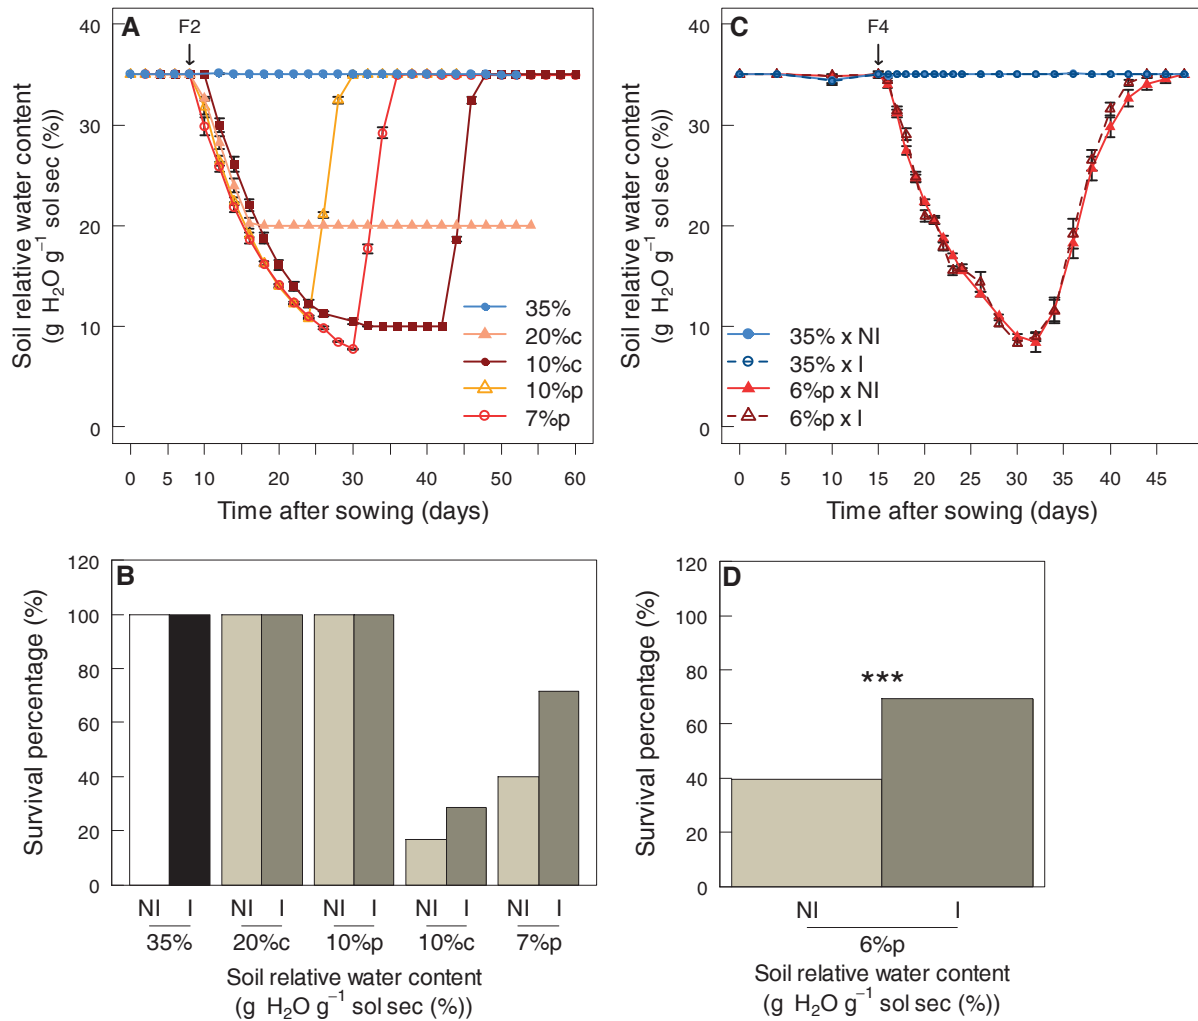 A
F2
40
30
20
10
0
Soil relative water content
(g H₂O g⁻¹ sol sec (%))
35%
20%c
10%c
10%p
7%p
0 5 10 20 30 40 50 60
Time after sowing (days)
C
F4
40
30
20
10
0
Soil relative water content
(g H₂O g⁻¹ sol sec (%))
35% x NI
35% x I
6%p x NI
6%p x I
0 5 10 15 20 25 30 35 40 45
Time after sowing (days)
B
120
100
80
60
40
20
0
Survival percentage (%)
NI I NI I NI I NI I NI I
35% 20%c 10%p 10%c 7%p
Soil relative water content
(g H₂O g⁻¹ sol sec (%))
D
120
100
80
60
40
20
0
Survival percentage (%)
***
NI I
6%p
Soil relative water content
(g H₂O g⁻¹ sol sec (%))